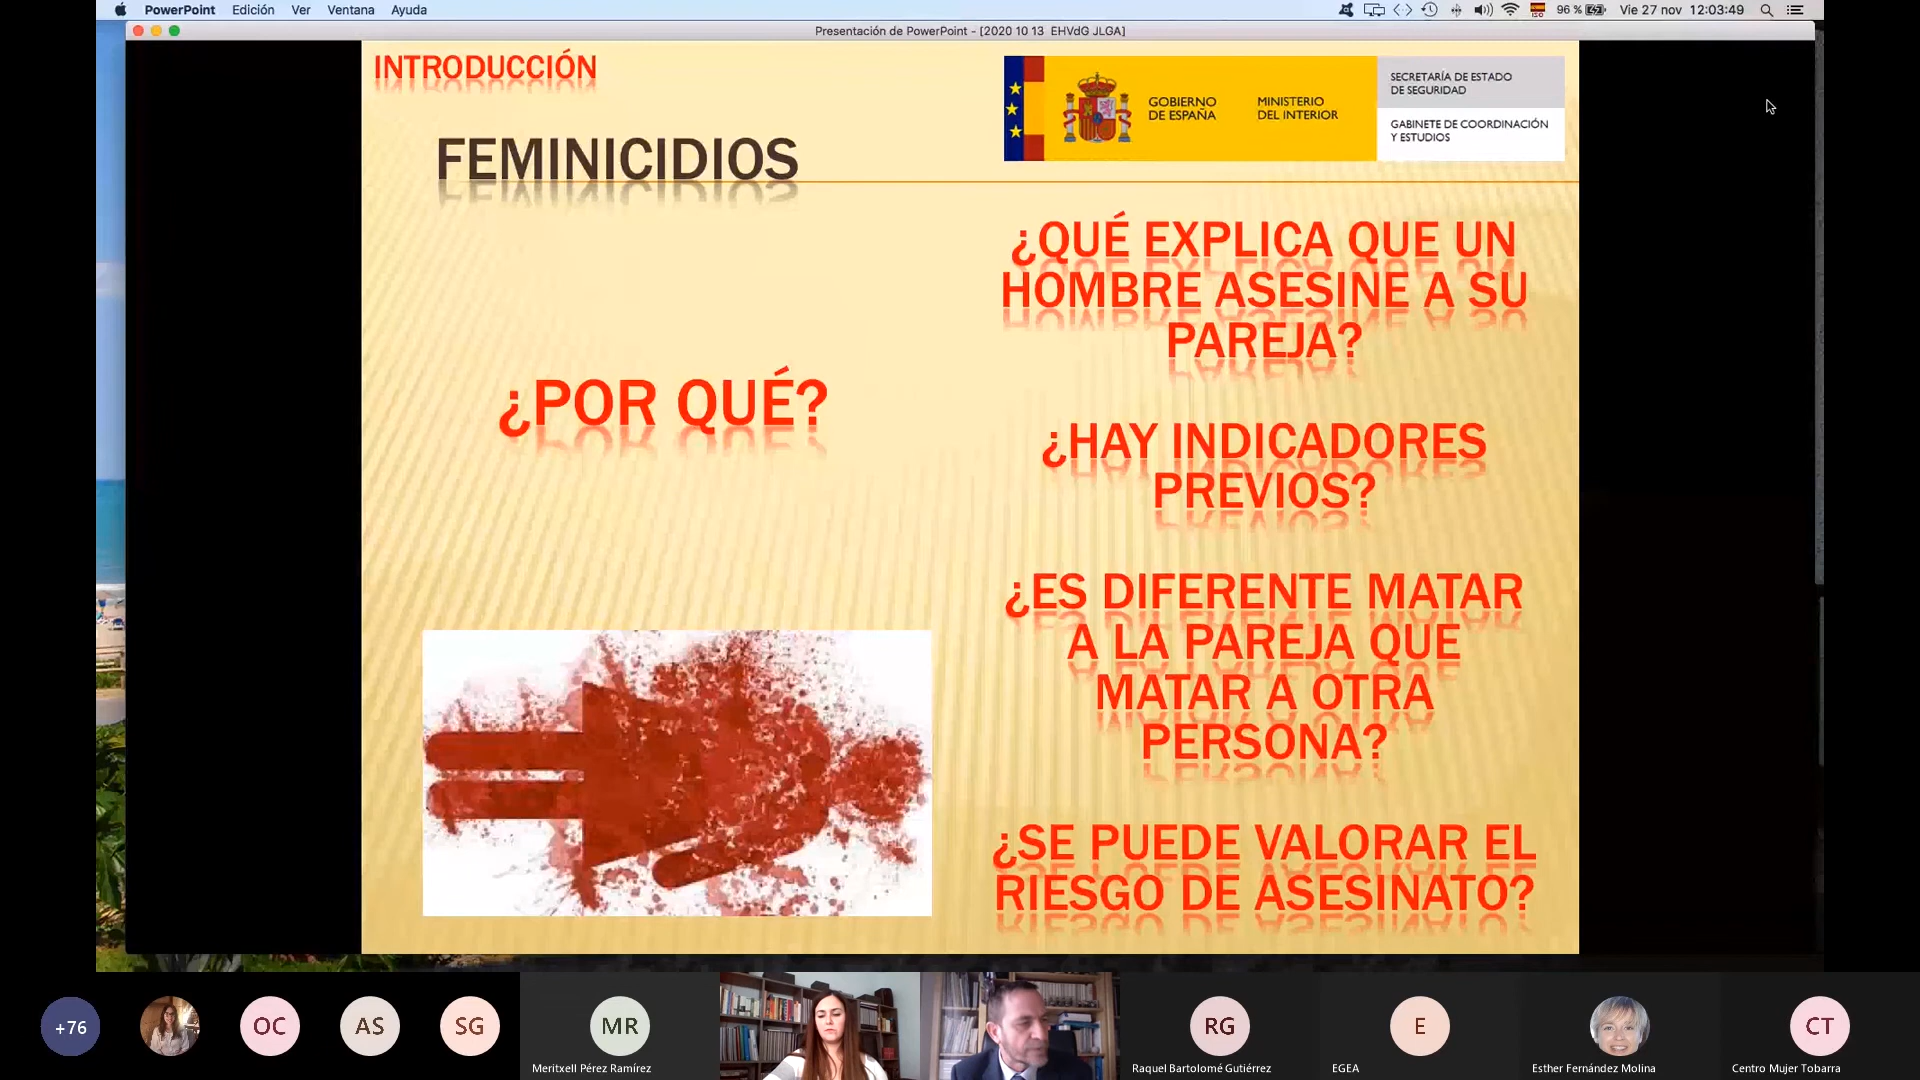 PowerPoint Edición Ver Ventana Ayuda 96 % Vie 27 nov 12:03:49
ISO
Presentación de PowerPoint - [2020 10 13 EHVdG JLGA]
INTRODUCCIÓN
FEMINICIDIOS
GOBIERNO
DE ESPAÑA
MINISTERIO
DEL INTERIOR
SECRETARÍA DE ESTADO
DE SEGURIDAD
GABINETE DE COORDINACIÓN
Y ESTUDIOS
¿POR QUÉ?
¿QUÉ EXPLICA QUE UN
HOMBRE ASESINE A SU
PAREJA?
¿HAY INDICADORES
PREVIOS?
¿ES DIFERENTE MATAR
A LA PAREJA QUE
MATAR A OTRA
PERSONA?
¿SE PUEDE VALORAR EL
RIESGO DE ASESINATO?
+76
OC
AS
SG
MR
Meritxell Pérez Ramírez
RG
Raquel Bartolomé Gutiérrez
E
EGEA
Esther Fernández Molina
CT
Centro Mujer Tobarra